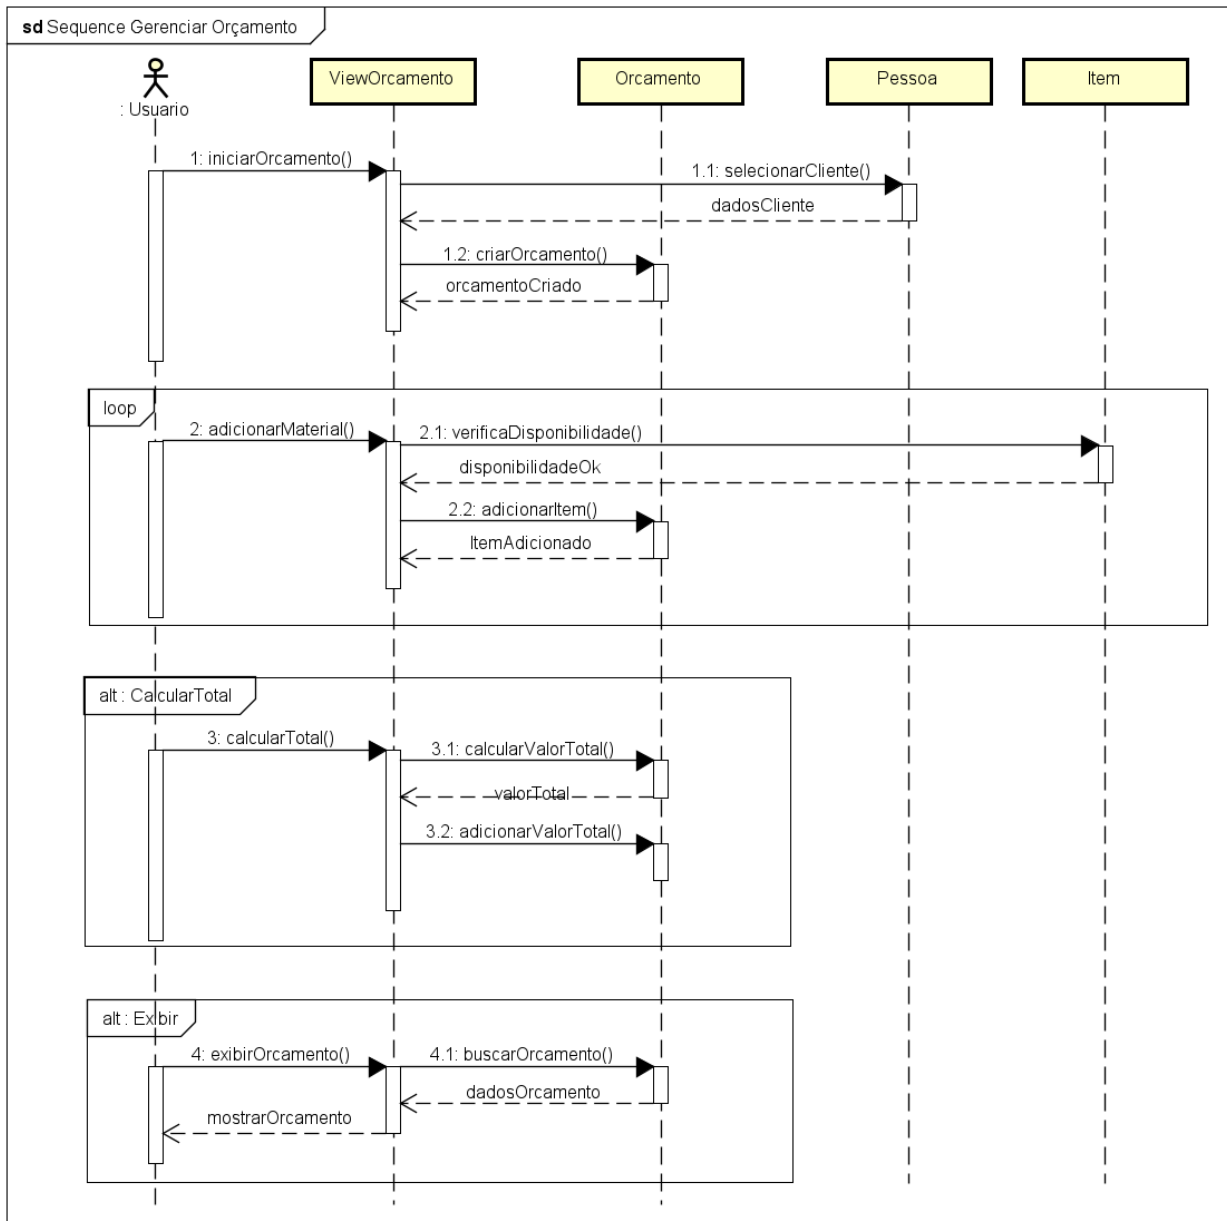 sd Sequence Gerenciar Orçamento
: Usuario
ViewOrcamento
Orcamento
Pessoa
Item
1: iniciarOrcamento()
1.1: selecionarCliente()
dadosCliente
1.2: criarOrcamento()
orcamentoCriado
loop
2: adicionarMaterial()
2.1: verificaDisponibilidade()
disponibilidadeOk
2.2: adicionarItem()
ItemAdicionado
alt : CalcularTotal
3: calcularTotal()
3.1: calcularValorTotal()
valorTotal
3.2: adicionarValorTotal()
alt : Exibir
4: exibirOrcamento()
4.1: buscarOrcamento()
dadosOrcamento
mostrarOrcamento